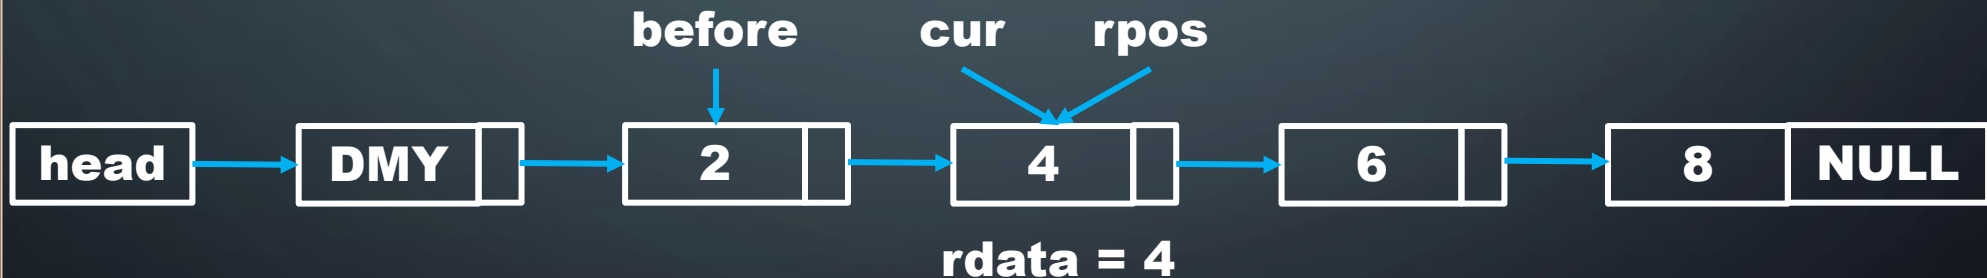 before cur rpos
head DMY 2 4 6 8 NULL
rdata = 4